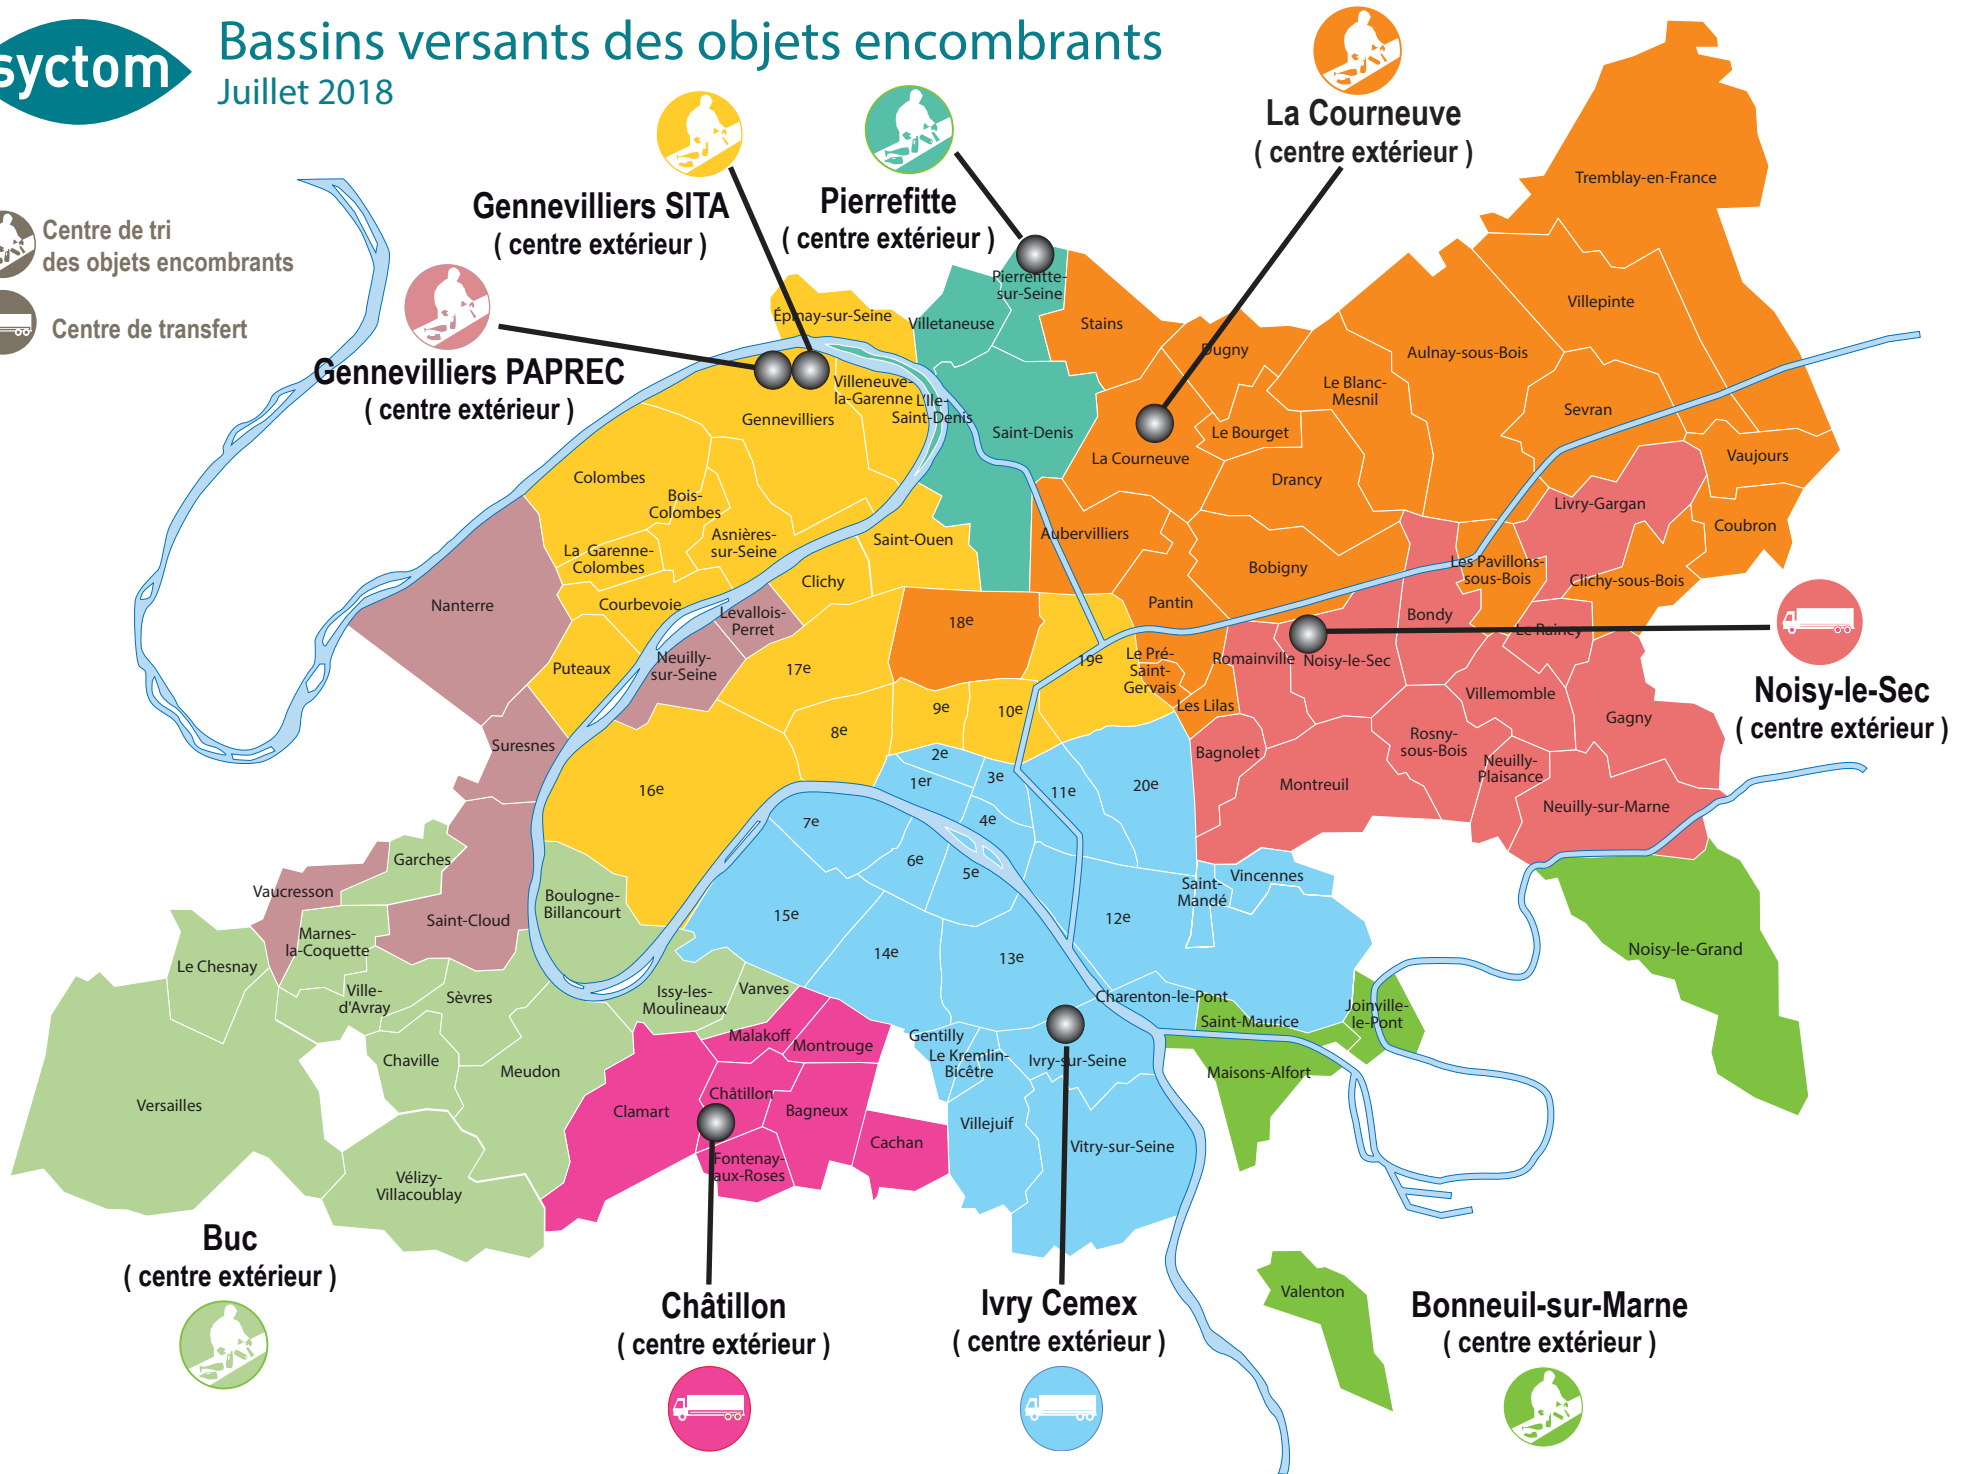 syctom
Bassins versants des objets encombrants
Juillet 2018
Centre de tri
des objets encombrants
Centre de transfert
Gennevilliers SITA
( centre extérieur )
Pierrefitte
( centre extérieur )
La Courneuve
( centre extérieur )
Gennevilliers PAPREC
( centre extérieur )
Noisy-le-Sec
( centre extérieur )
Buc
( centre extérieur )
Châtillon
( centre extérieur )
Ivry Cemex
( centre extérieur )
Bonneuil-sur-Marne
( centre extérieur )
Tremblay-en-France
Villepinte
Épinay-sur-Seine
Villetaneuse
Pierrefitte-
sur-Seine
Stains
Dugny
Aulnay-sous-Bois
Le Blanc-
Mesnil
Sevran
Villeneuve-
la-Garenne
L'Ile-
Saint-Denis
Gennevilliers
Saint-Denis
La Courneuve
Le Bourget
Drancy
Vaujours
Livry-Gargan
Coubron
Colombes
Bois-
Colombes
Asnières-
sur-Seine
La Garenne-
Colombes
Saint-Ouen
Aubervilliers
Bobigny
Les Pavillons-
sous-Bois
Clichy-sous-Bois
Clichy
Courbevoie
Levallois-
Perret
Nanterre
Puteaux
Neuilly-
sur-Seine
Suresnes
Pantin
Bondy
Le Raincy
Romainville
Noisy-le-Sec
Le Pré-
Saint-
Gervais
Les Lilas
Villemomble
Gagny
Bagnolet
Rosny-
sous-Bois
Neuilly-
Plaisance
Montreuil
Neuilly-sur-Marne
18e
17e
19e
9e
10e
8e
16e
2e
1er
3e
11e
20e
4e
7e
6e
5e
15e
14e
13e
12e
Saint-
Mandé
Vincennes
Garches
Vaucresson
Saint-Cloud
Boulogne-
Billancourt
Marnes-
la-Coquette
Le Chesnay
Ville-
d'Avray
Sèvres
Issy-les-
Moulineaux
Vanves
Noisy-le-Grand
Charenton-le-Pont
Saint-Maurice
Joinville-
le-Pont
Maisons-Alfort
Malakoff
Montrouge
Gentilly
Le Kremlin-
Bicêtre
Ivry-sur-Seine
Chaville
Meudon
Versailles
Clamart
Châtillon
Bagneux
Cachan
Villejuif
Vitry-sur-Seine
Fontenay-
aux-Roses
Vélizy-
Villacoublay
Valenton